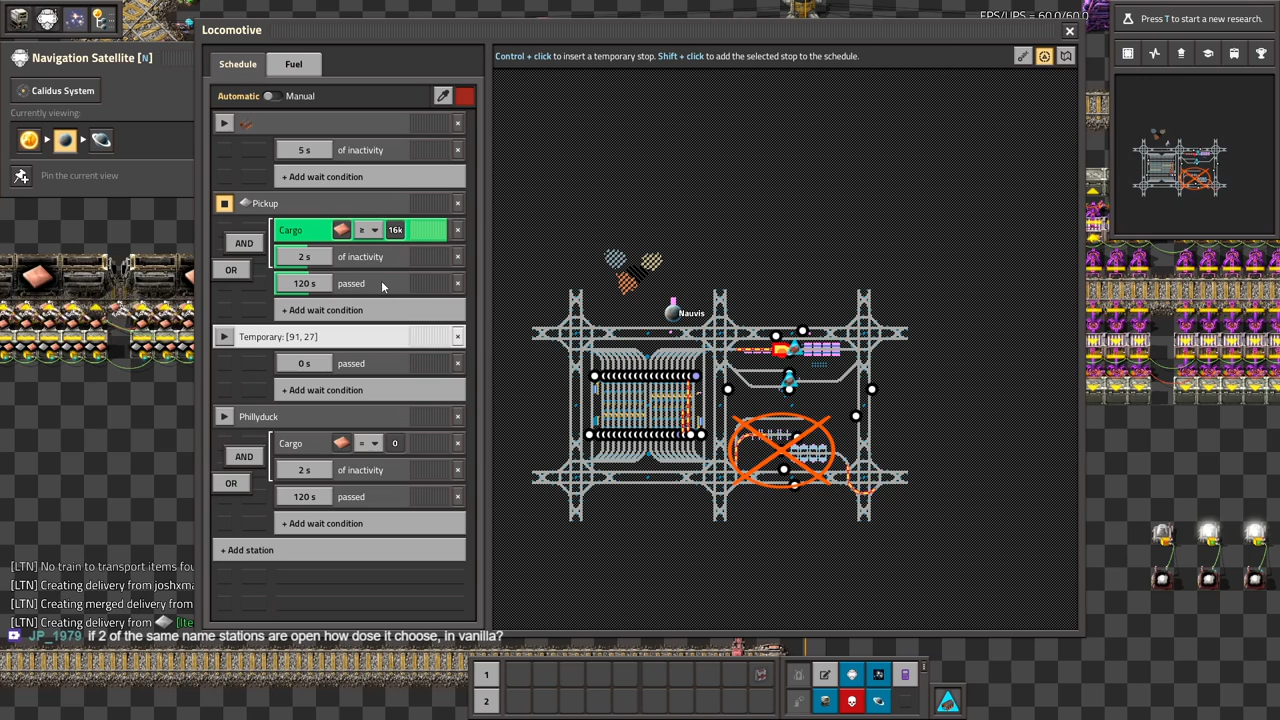 FPS/UPS = 60.0/60.0
Press T to start a new research.
Navigation Satellite [N]
Calidus System
Currently viewing:
Pin the current view
Locomotive
Schedule
Fuel
Control + click to insert a temporary stop. Shift + click to add the selected stop to the schedule.
Automatic
Manual
5 s of inactivity
+ Add wait condition
Pickup
Cargo ≥ 16k
AND
2 s of inactivity
OR
120 s passed
+ Add wait condition
Temporary: [91, 27]
0 s passed
+ Add wait condition
Phillyduck
Cargo = 0
AND
2 s of inactivity
OR
120 s passed
+ Add wait condition
+ Add station
Nauvis
[LTN] No train to transport items fou
[LTN] Creating delivery from joshxma
[LTN] Creating merged delivery from
[LTN] Creating delivery from [Ite
JP_1979 if 2 of the same name stations are open how dose it choose, in vanilla?
1
2